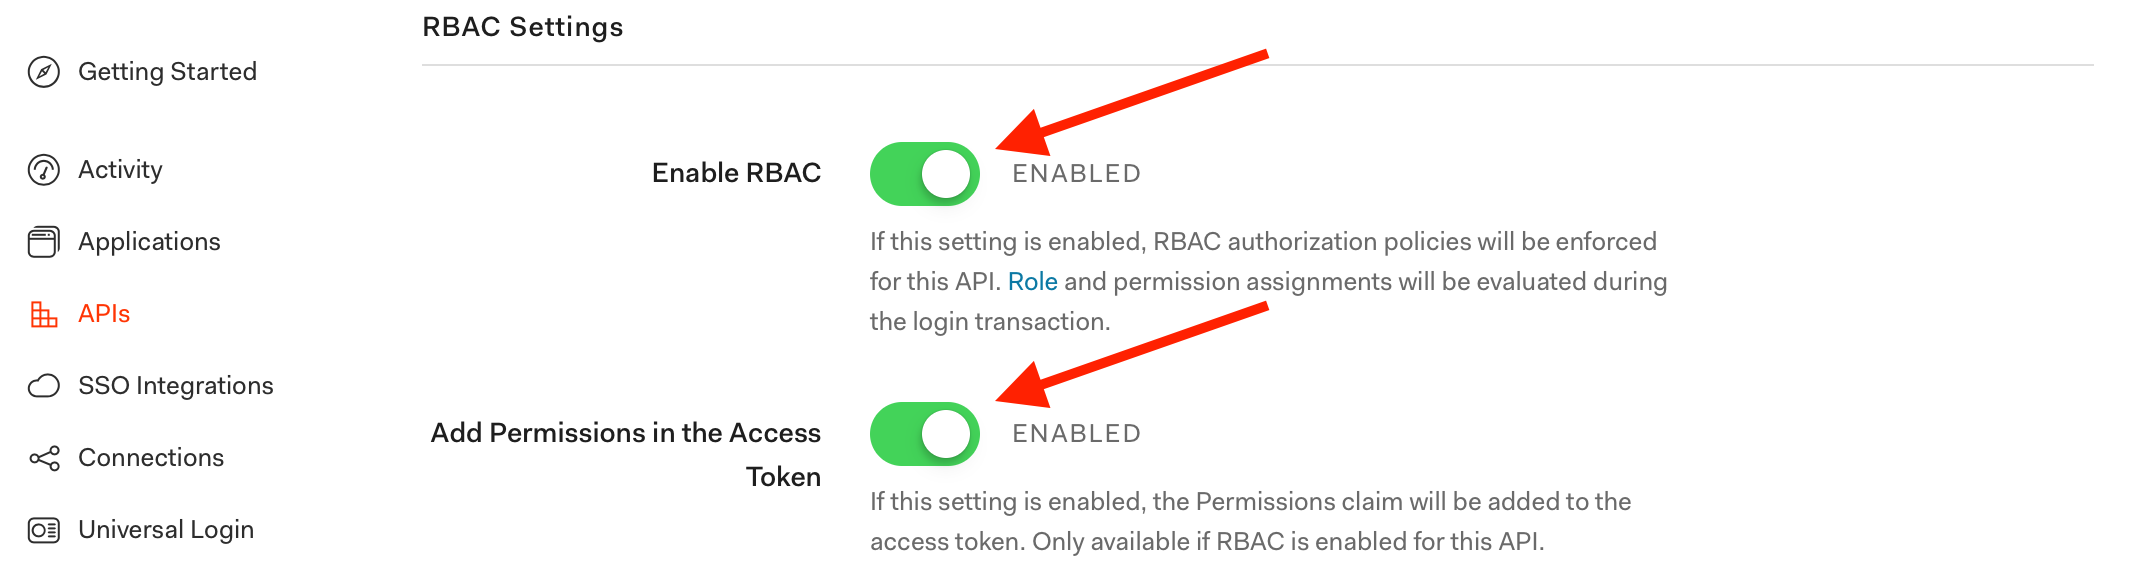 Getting Started
Activity
Applications
APIs
SSO Integrations
Connections
Universal Login
RBAC Settings
Enable RBAC
ENABLED
If this setting is enabled, RBAC authorization policies will be enforced
for this API. Role and permission assignments will be evaluated during
the login transaction.
Add Permissions in the Access
Token
ENABLED
If this setting is enabled, the Permissions claim will be added to the
access token. Only available if RBAC is enabled for this API.